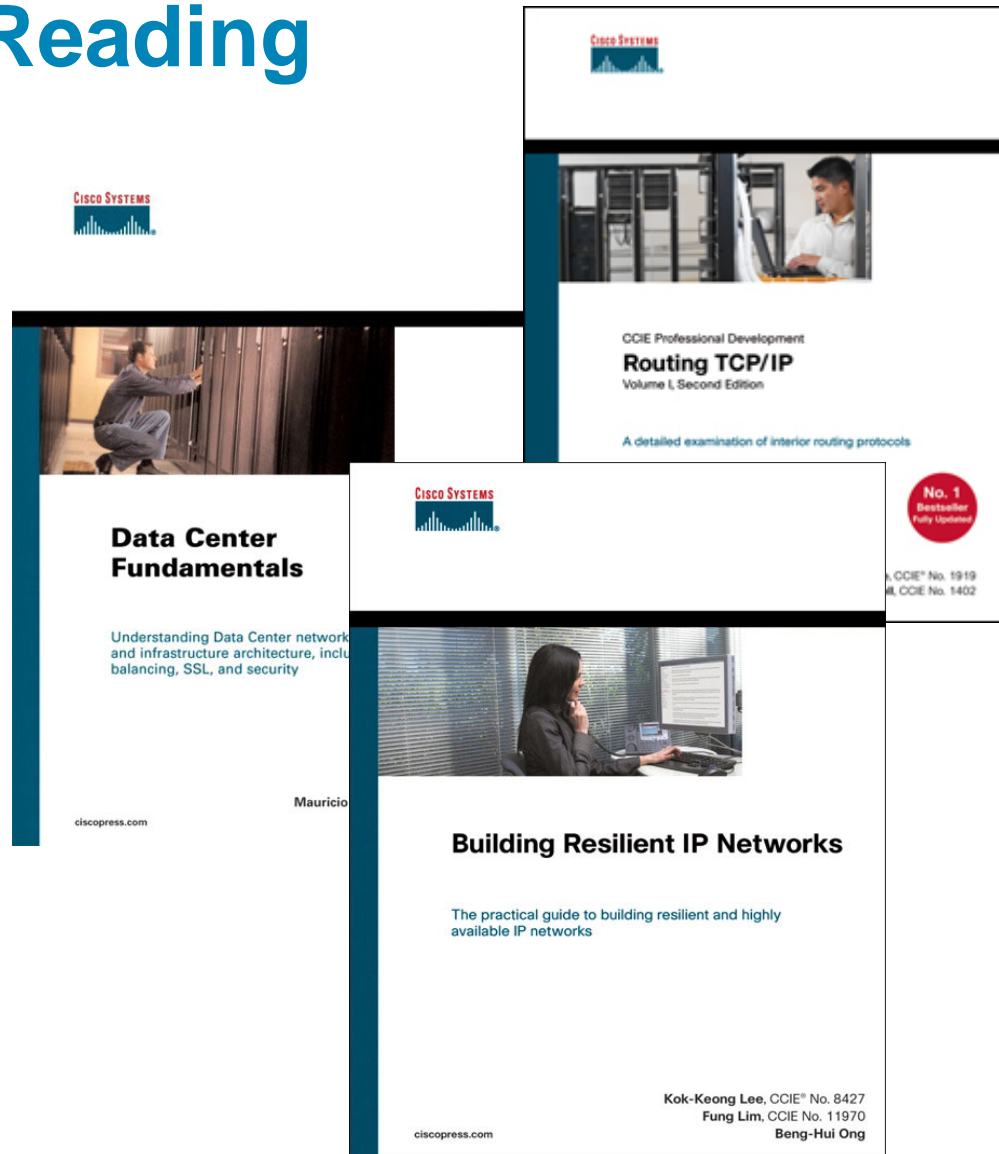 Reading
CISCO SYSTEMS
CCIE Professional Development
Routing TCP/IP
Volume I, Second Edition
A detailed examination of interior routing protocols
No. 1
Bestseller
Fully Updated
CCIE® No. 1919
CCIE No. 1402
CISCO SYSTEMS
Data Center
Fundamentals
Understanding Data Center network
and infrastructure architecture,
balancing, SSL, and security
Mauricio
ciscopress.com
CISCO SYSTEMS
Building Resilient IP Networks
The practical guide to building resilient and highly
available IP networks
Kok-Keong Lee, CCIE® No. 8427
Fung Lim, CCIE No. 11970
Beng-Hui Ong
ciscopress.com